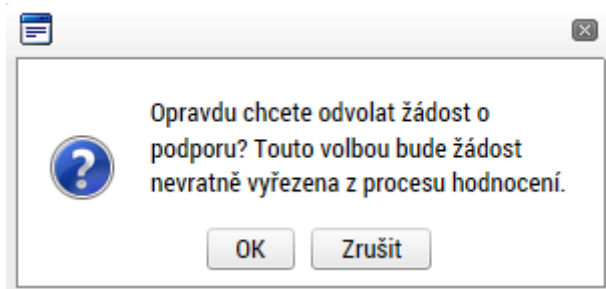 Opravdu chcete odvolat žádost o
podporu? Touto volbou bude žádost
nevratně vyřezena z procesu hodnocení.
OK Zrušit